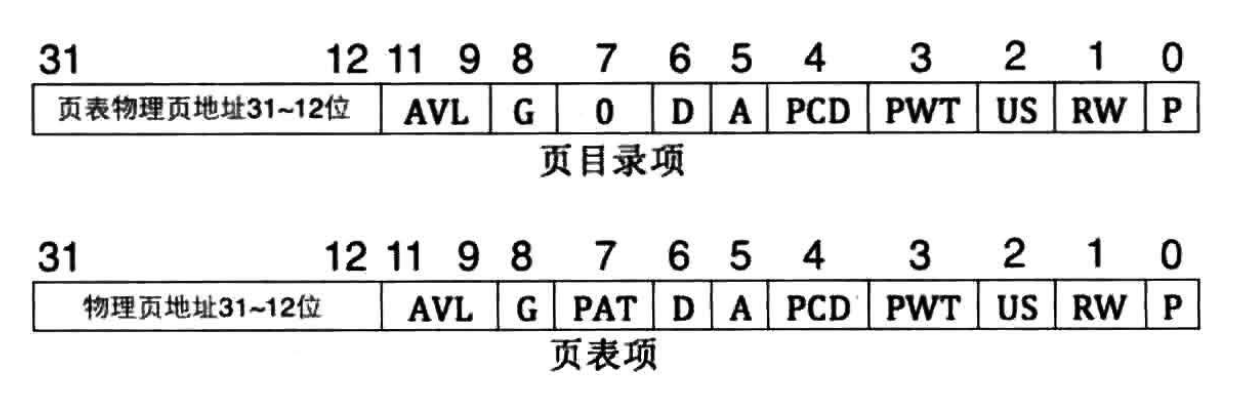 31 12 11 9 8 7 6 5 4 3 2 1 0
页表物理页地址31~12位 AVL G 0 D A PCD PWT US RW P
页目录项
31 12 11 9 8 7 6 5 4 3 2 1 0
物理页地址31~12位 AVL G PAT D A PCD PWT US RW P
页表项